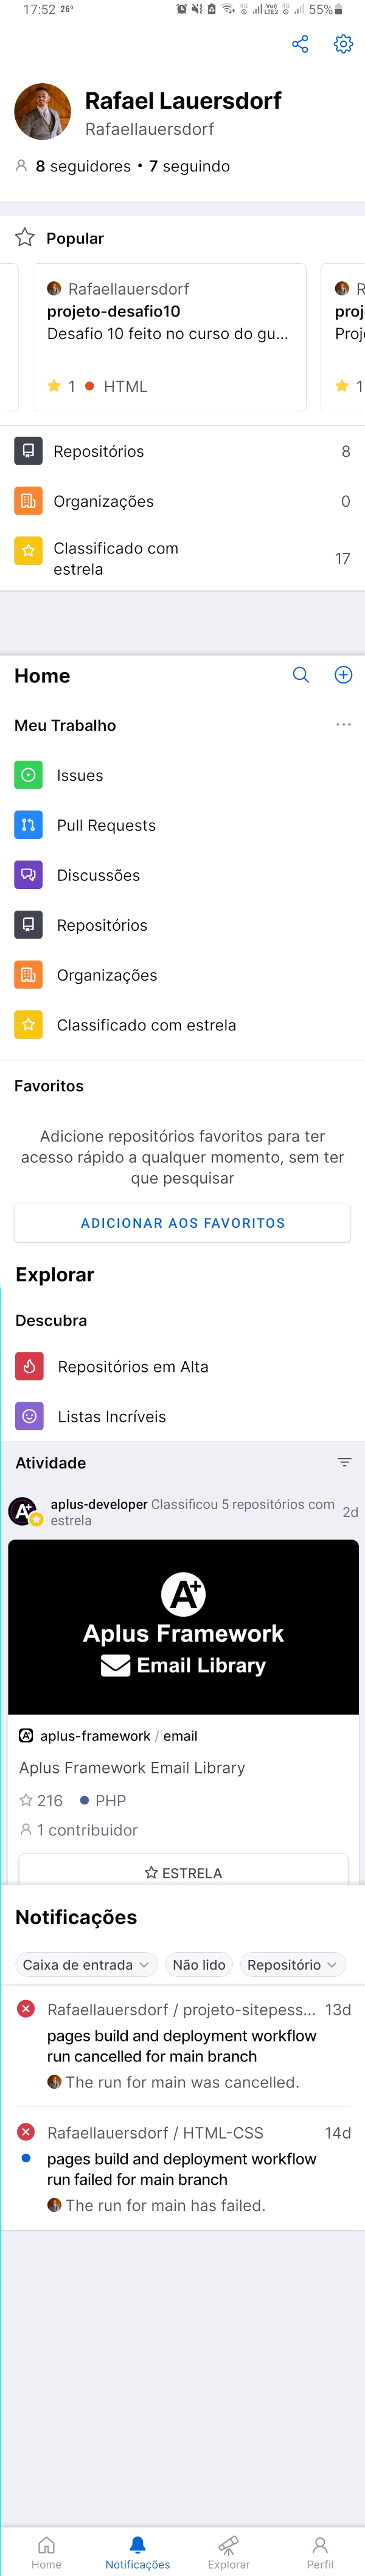 17:52 26°
55%
Rafael Lauersdorf
Rafaellauersdorf
8 seguidores • 7 seguindo
Popular
Rafaellauersdorf
projeto-desafio10
Desafio 10 feito no curso do gu...
1 HTML
R
proj
Proj
1
Repositórios 8
Organizações 0
Classificado com
estrela
17
Home
Meu Trabalho
Issues
Pull Requests
Discussões
Repositórios
Organizações
Classificado com estrela
Favoritos
Adicione repositórios favoritos para ter
acesso rápido a qualquer momento, sem ter
que pesquisar
ADICIONAR AOS FAVORITOS
Explorar
Descubra
Repositórios em Alta
Listas Incríveis
Atividade
aplus-developer Classificou 5 repositórios com
estrela
2d
A+
Aplus Framework
Email Library
aplus-framework / email
Aplus Framework Email Library
216 PHP
1 contribuidor
ESTRELA
Notificações
Caixa de entrada Não lido Repositório
Rafaellauersdorf / projeto-sitepess... 13d
pages build and deployment workflow
run cancelled for main branch
The run for main was cancelled.
Rafaellauersdorf / HTML-CSS 14d
pages build and deployment workflow
run failed for main branch
The run for main has failed.
Home Notificações Explorar Perfil